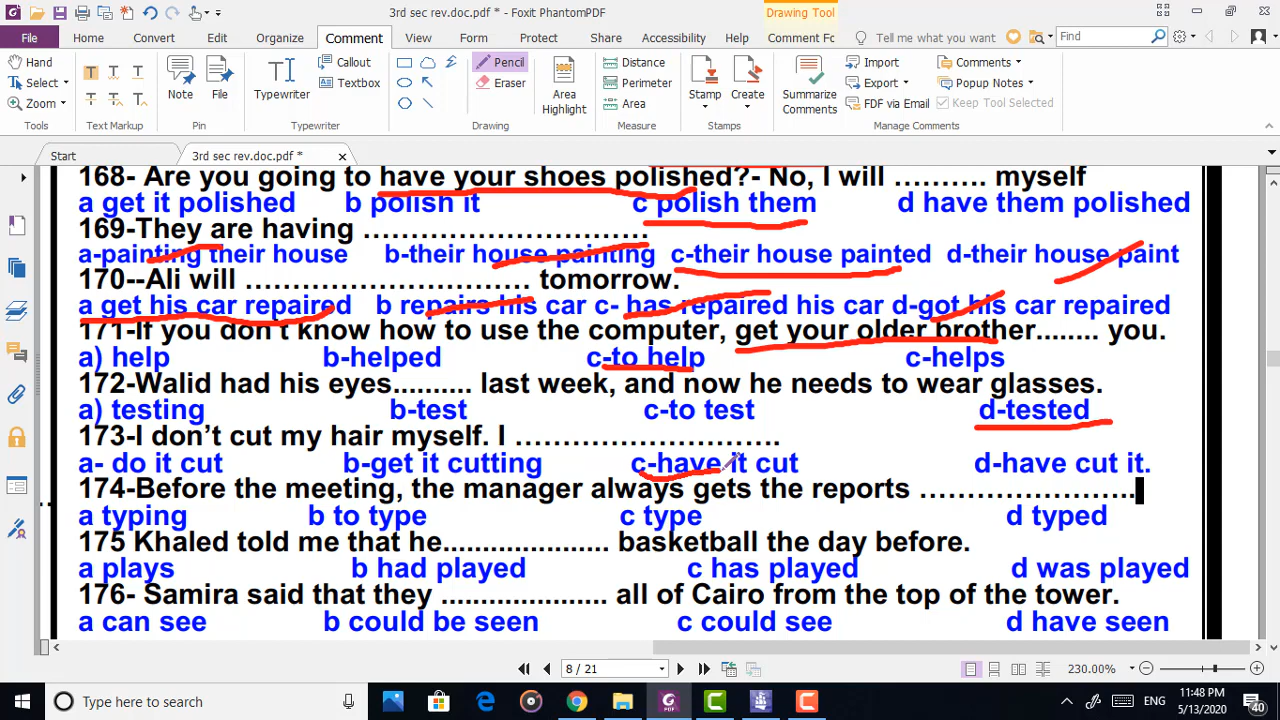 3rd sec rev.doc.pdf * - Foxit PhantomPDF
Drawing Tool
File Home Convert Edit Organize Comment View Form Protect Share Accessibility Help Comment Fc Tell me what you want... Find
Hand
Select
Zoom
Tools
Text Markup
Note
File
Pin
Typewriter
Callout
Textbox
Typewriter
Pencil
Eraser
Area Highlight
Drawing
Distance
Perimeter
Area
Measure
Stamp
Create
Stamps
Summarize Comments
Import
Export
FDF via Email
Comments
Popup Notes
Keep Tool Selected
Manage Comments
Start 3rd sec rev.doc.pdf *
168- Are you going to have your shoes polished?- No, I will ………. myself
a get it polished b polish it c polish them d have them polished
169-They are having ……………………………….
a-painting their house b-their house painting c-their house painted d-their house paint
170--Ali will ……………………………… tomorrow.
a get his car repaired b repairs his car c- has repaired his car d-got his car repaired
171-If you don’t know how to use the computer, get your older brother........ you.
a) help b-helped c-to help c-helps
172-Walid had his eyes.......... last week, and now he needs to wear glasses.
a) testing b-test c-to test d-tested
173-I don’t cut my hair myself. I ……………………………….
a- do it cut b-get it cutting c-have it cut d-have cut it.
174-Before the meeting, the manager always gets the reports ……………………..
a typing b to type c type d typed
175 Khaled told me that he..................... basketball the day before.
a plays b had played c has played d was played
176- Samira said that they ..................... all of Cairo from the top of the tower.
a can see b could be seen c could see d have seen
8 / 21
230.00%
Type here to search
ENG
11:48 PM
5/13/2020
40